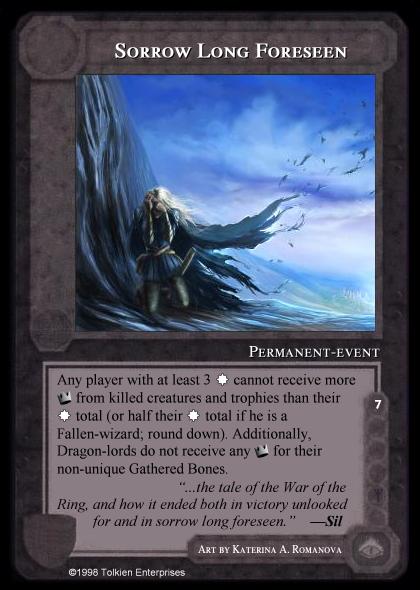 SORROW LONG FORESEEN
PERMANENT-EVENT
Any player with at least 3 cannot receive more
from killed creatures and trophies than their
total (or half their total if he is a
Fallen-wizard; round down). Additionally,
Dragon-lords do not receive any for their
non-unique Gathered Bones.
7
"...the tale of the War of the
Ring, and how it ended both in victory unlooked
for and in sorrow long foreseen." —Sil
ART BY KATERINA A. ROMANOVA
©1998 Tolkien Enterprises